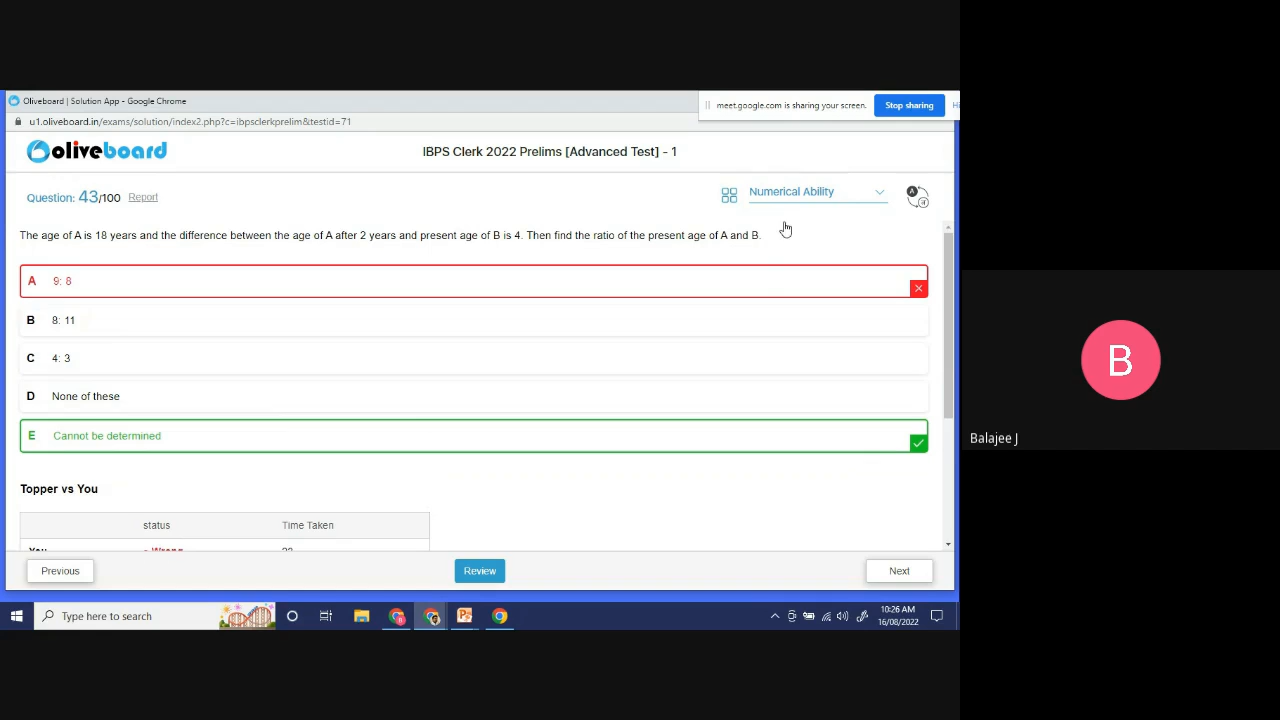 Oliveboard | Solution App - Google Chrome
meet.google.com is sharing your screen.
Stop sharing
u1.oliveboard.in/exams/solution/index2.php?c=ibpsclerkprelim&testid=71
oliveboard
IBPS Clerk 2022 Prelims [Advanced Test] - 1
Question: 43/100 Report
Numerical Ability
The age of A is 18 years and the difference between the age of A after 2 years and present age of B is 4. Then find the ratio of the present age of A and B.
A 9: 8
B 8: 11
C 4: 3
D None of these
E Cannot be determined
Topper vs You
status Time Taken
You Wrong
Previous
Review
Next
B
Balajee J
Type here to search
10:26 AM
16/08/2022